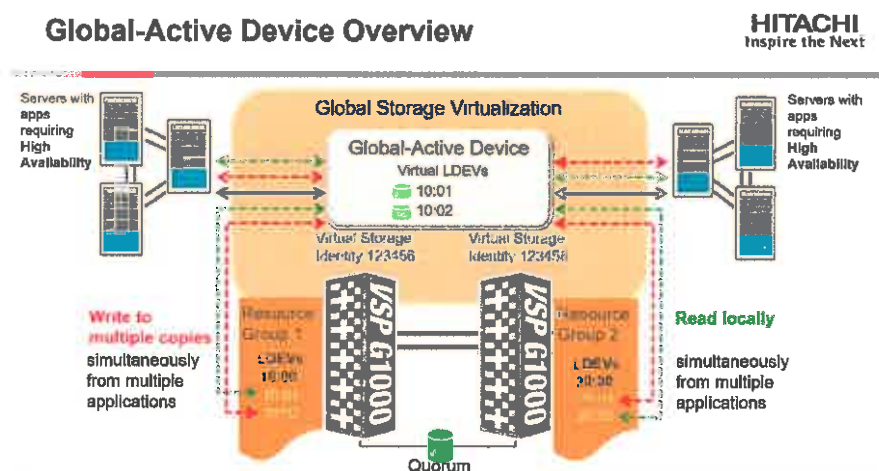 Global-Active Device Overview
HITACHI
Inspire the Next
Servers with
apps
requiring
High
Availability
Global Storage Virtualization
Global-Active Device
Virtual LDEVs
10:01
10:02
Servers with
apps
requiring
High
Availability
Virtual Storage
Identity 123456
Virtual Storage
Identity 123456
Write to
multiple copies
simultaneously
from multiple
applications
Resource
Group 1
LDEVs
10:00
VSP G1000
VSP G1000
Resource
Group 2
LDEVs
Read locally
simultaneously
from multiple
applications
Quorum